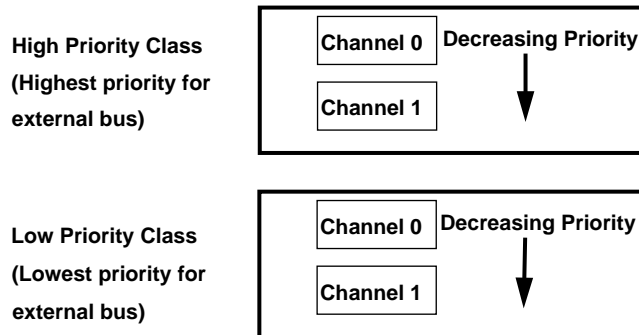 High Priority Class
(Highest priority for
external bus)
Channel 0
Decreasing Priority
Channel 1
Low Priority Class
(Lowest priority for
external bus)
Channel 0
Decreasing Priority
Channel 1